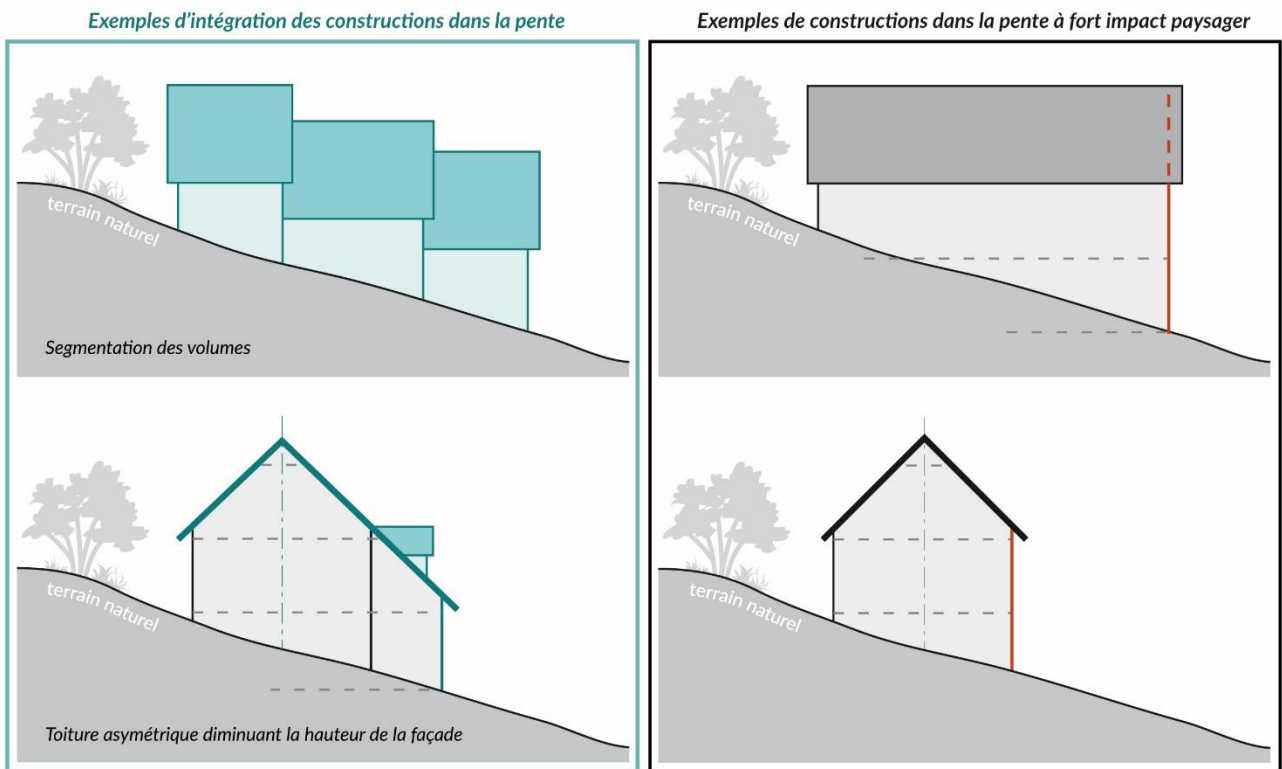 Exemples d’intégration des constructions dans la pente
Exemples de constructions dans la pente à fort impact paysager
terrain naturel
Segmentation des volumes
terrain naturel
terrain naturel
Toiture asymétrique diminuant la hauteur de la façade
terrain naturel